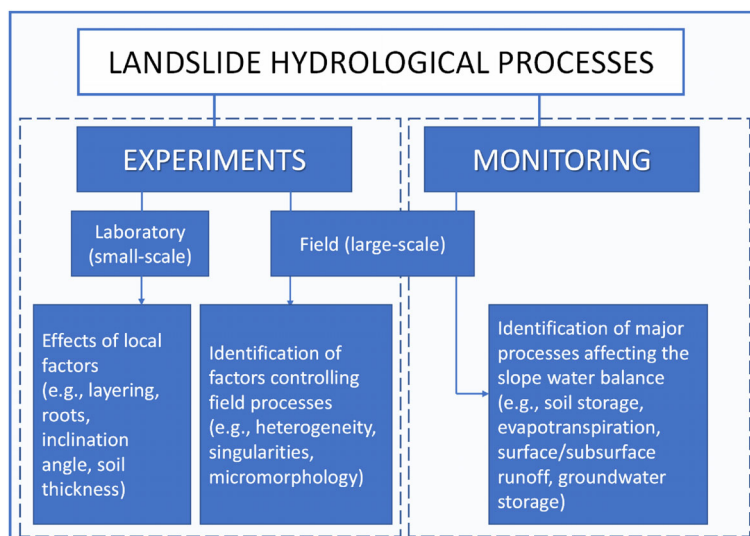 LANDSLIDE HYDROLOGICAL PROCESSES
EXPERIMENTS
MONITORING
Laboratory
(small-scale)
Field (large-scale)
Effects of local
factors
(e.g., layering,
roots,
inclination
angle, soil
thickness)
Identification of
factors controlling
field processes
(e.g., heterogeneity,
singularities,
micromorphology)
Identification of major
processes affecting the
slope water balance
(e.g., soil storage,
evapotranspiration,
surface/subsurface
runoff, groundwater
storage)